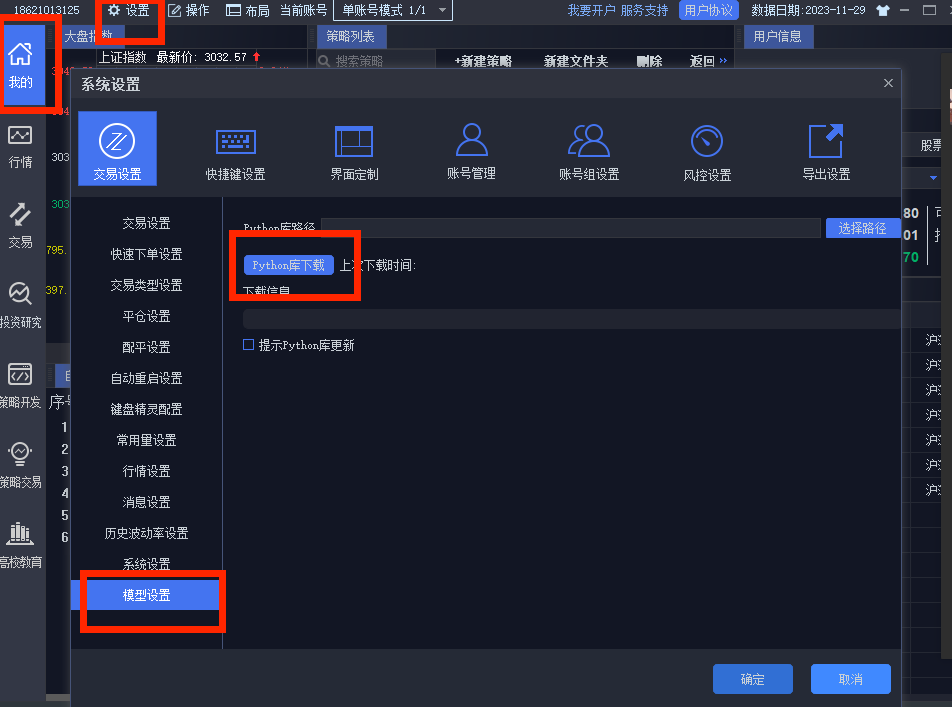 18621013125 设置 操作 布局 当前账号 单账号模式 1/1 我要开户 服务支持 用户协议 数据日期:2023-11-29
我的
大盘指数 策略列表 用户信息
上证指数 最新价: 3032.57 搜索策略 +新建策略 新建文件夹 删除 返回
系统设置
交易设置 快捷键设置 界面定制 账号管理 账号组设置 风控设置 导出设置
行情
303
303
交易
795.
397.
投资研究
策略开发
策略交易
高校教育
序号
1
2
3
4
5
6
交易设置
快速下单设置
交易类型设置
平仓设置
配平设置
自动重启设置
键盘精灵配置
常用量设置
行情设置
消息设置
历史波动率设置
系统设置
模型设置
Python库路径 选择路径
Python库下载 上次下载时间:
下载信息
提示Python库更新
股票
80
01
70
沪深
沪深
沪深
沪深
沪深
沪深
沪深
确定 取消